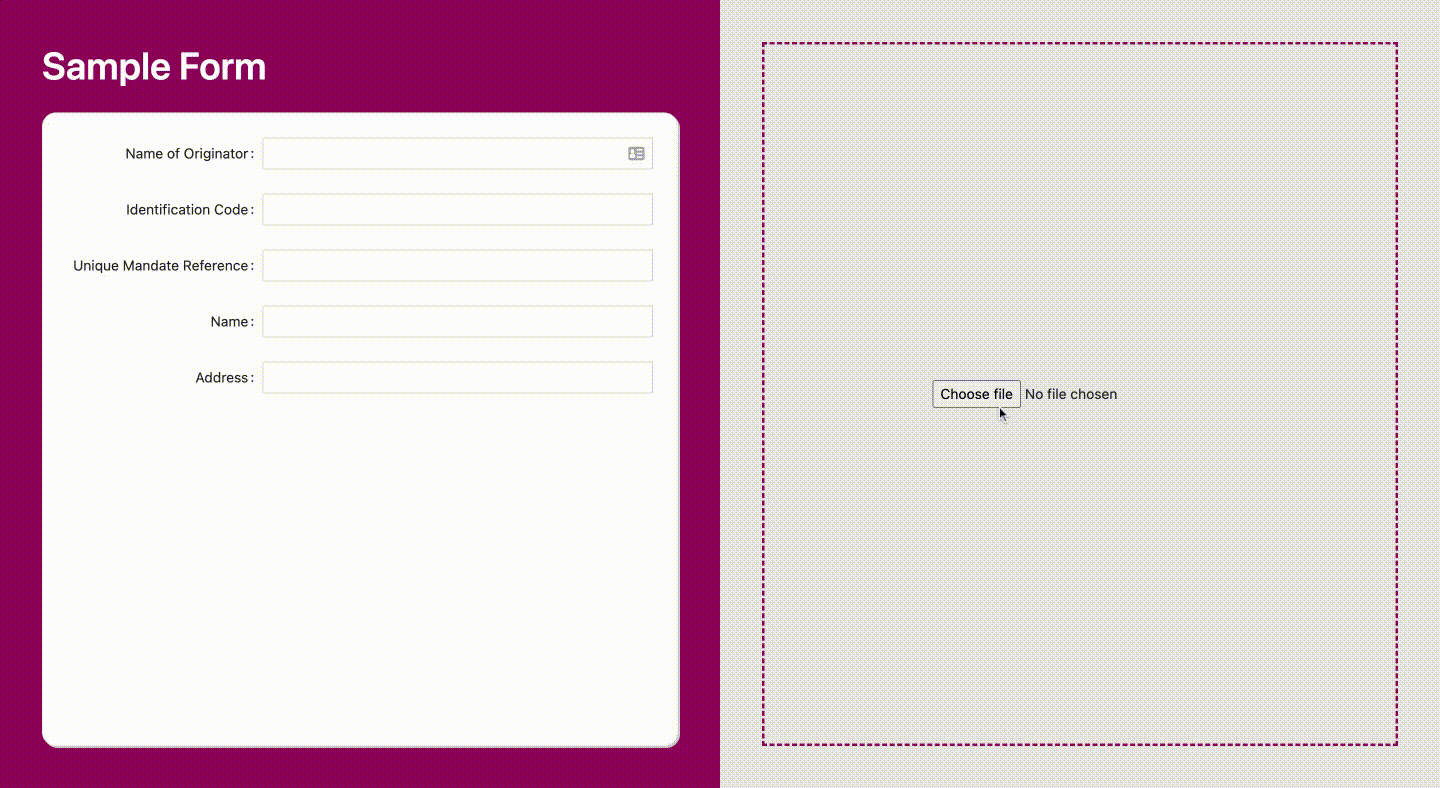 Sample Form
Name of Originator:
Identification Code:
Unique Mandate Reference:
Name:
Address:
Choose file No file chosen